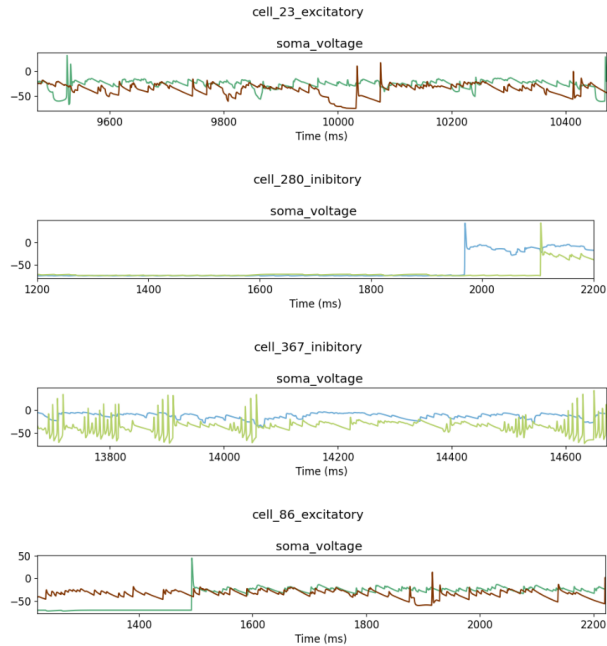 cell_23_excitatory
soma_voltage
0
−50
9600 9800 10000 10200 10400
Time (ms)
cell_280_inibitory
soma_voltage
0
−50
1200 1400 1600 1800 2000 2200
Time (ms)
cell_367_inibitory
soma_voltage
0
−50
13800 14000 14200 14400 14600
Time (ms)
cell_86_excitatory
soma_voltage
50
0
−50
1400 1600 1800 2000 2200
Time (ms)